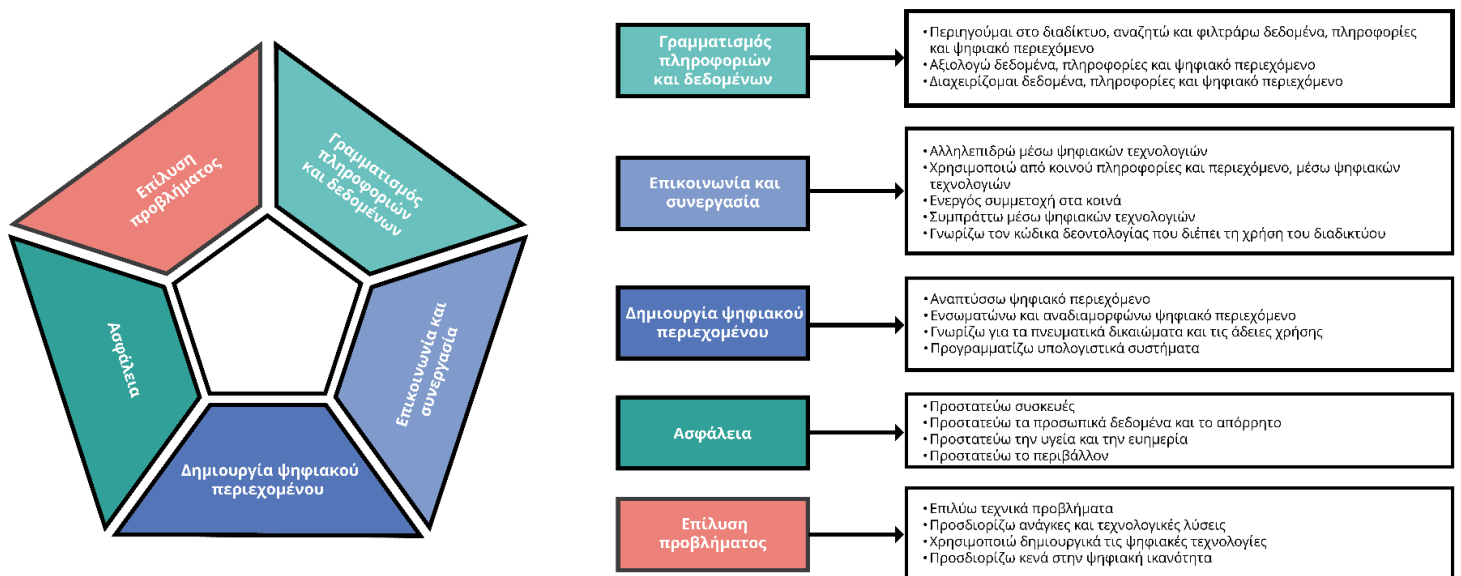 Επίλυση
προβλήματος
Γραμματισμός
πληροφοριών
και δεδομένων
Ασφάλεια
Επικοινωνία και
συνεργασία
Δημιουργία ψηφιακού
περιεχομένου
Γραμματισμός
πληροφοριών
και δεδομένων
• Περιηγούμαι στο διαδίκτυο, αναζητώ και φιλτράρω δεδομένα, πληροφορίες
και ψηφιακό περιεχόμενο
• Αξιολογώ δεδομένα, πληροφορίες και ψηφιακό περιεχόμενο
• Διαχειρίζομαι δεδομένα, πληροφορίες και ψηφιακό περιεχόμενο
Επικοινωνία και
συνεργασία
• Αλληλεπιδρώ μέσω ψηφιακών τεχνολογιών
• Χρησιμοποιώ από κοινού πληροφορίες και περιεχόμενο, μέσω ψηφιακών
τεχνολογιών
• Ενεργός συμμετοχή στα κοινά
• Συμπράττω μέσω ψηφιακών τεχνολογιών
• Γνωρίζω τον κώδικα δεοντολογίας που διέπει τη χρήση του διαδικτύου
Δημιουργία ψηφιακού
περιεχομένου
• Αναπτύσσω ψηφιακό περιεχόμενο
• Ενσωματώνω και αναδιαμορφώνω ψηφιακό περιεχόμενο
• Γνωρίζω για τα πνευματικά δικαιώματα και τις άδειες χρήσης
• Προγραμματίζω υπολογιστικά συστήματα
Ασφάλεια
• Προστατεύω συσκευές
• Προστατεύω τα προσωπικά δεδομένα και το απόρρητο
• Προστατεύω την υγεία και την ευημερία
• Προστατεύω το περιβάλλον
Επίλυση
προβλήματος
• Επιλύω τεχνικά προβλήματα
• Προσδιορίζω ανάγκες και τεχνολογικές λύσεις
• Χρησιμοποιώ δημιουργικά τις ψηφιακές τεχνολογίες
• Προσδιορίζω κενά στην ψηφιακή ικανότητα